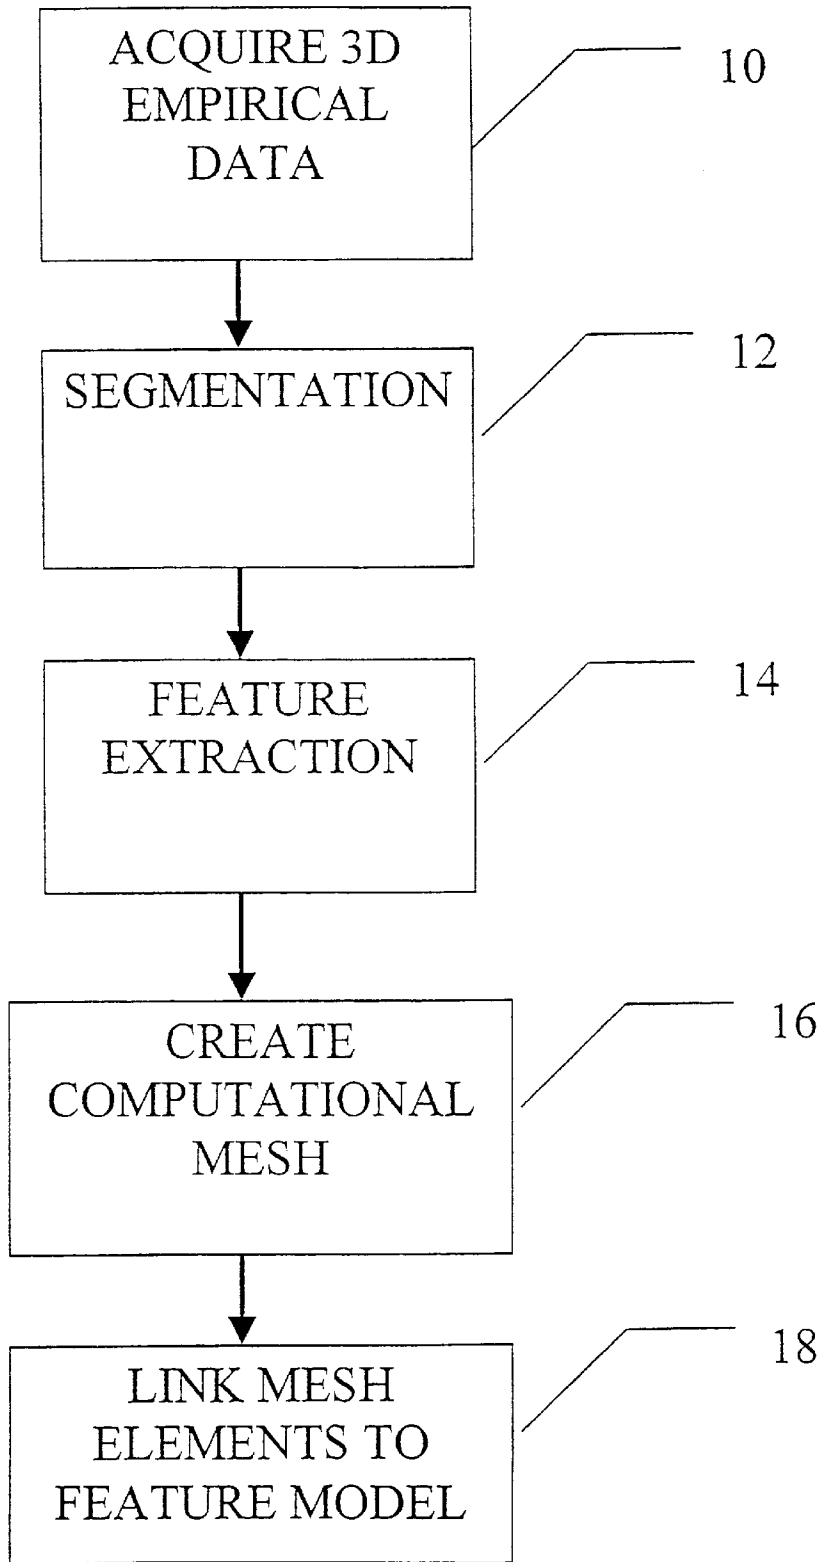 ACQUIRE 3D
EMPIRICAL
DATA
10
SEGMENTATION
12
FEATURE
EXTRACTION
14
CREATE
COMPUTATIONAL
MESH
16
LINK MESH
ELEMENTS TO
FEATURE MODEL
18